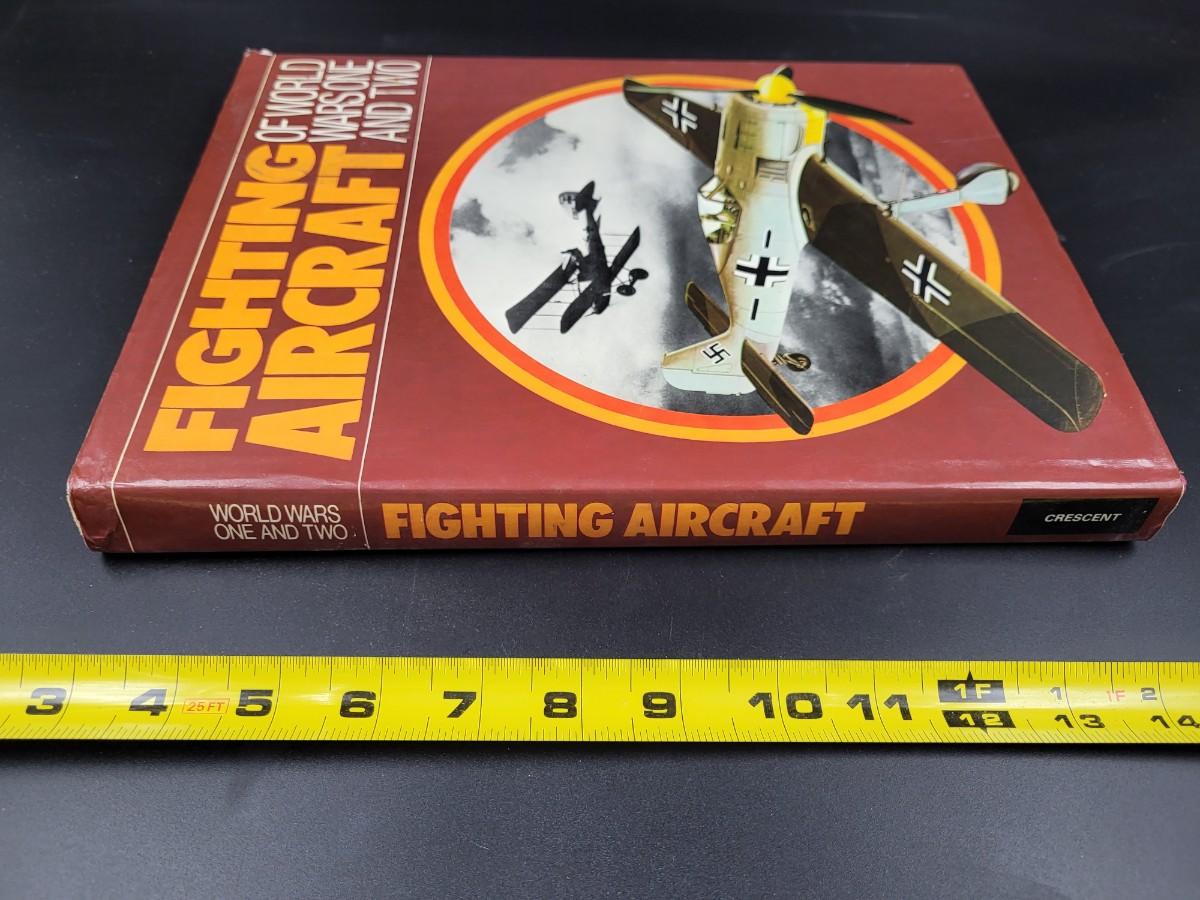 FIGHTING OF WORLD
WARS ONE
AIRCRAFT AND TWO
WORLD WARS
ONE AND TWO
FIGHTING AIRCRAFT
CRESCENT
3 4 25 FT 5 6 7 8 9 10 11 1F 1 1F 2
12 13 14